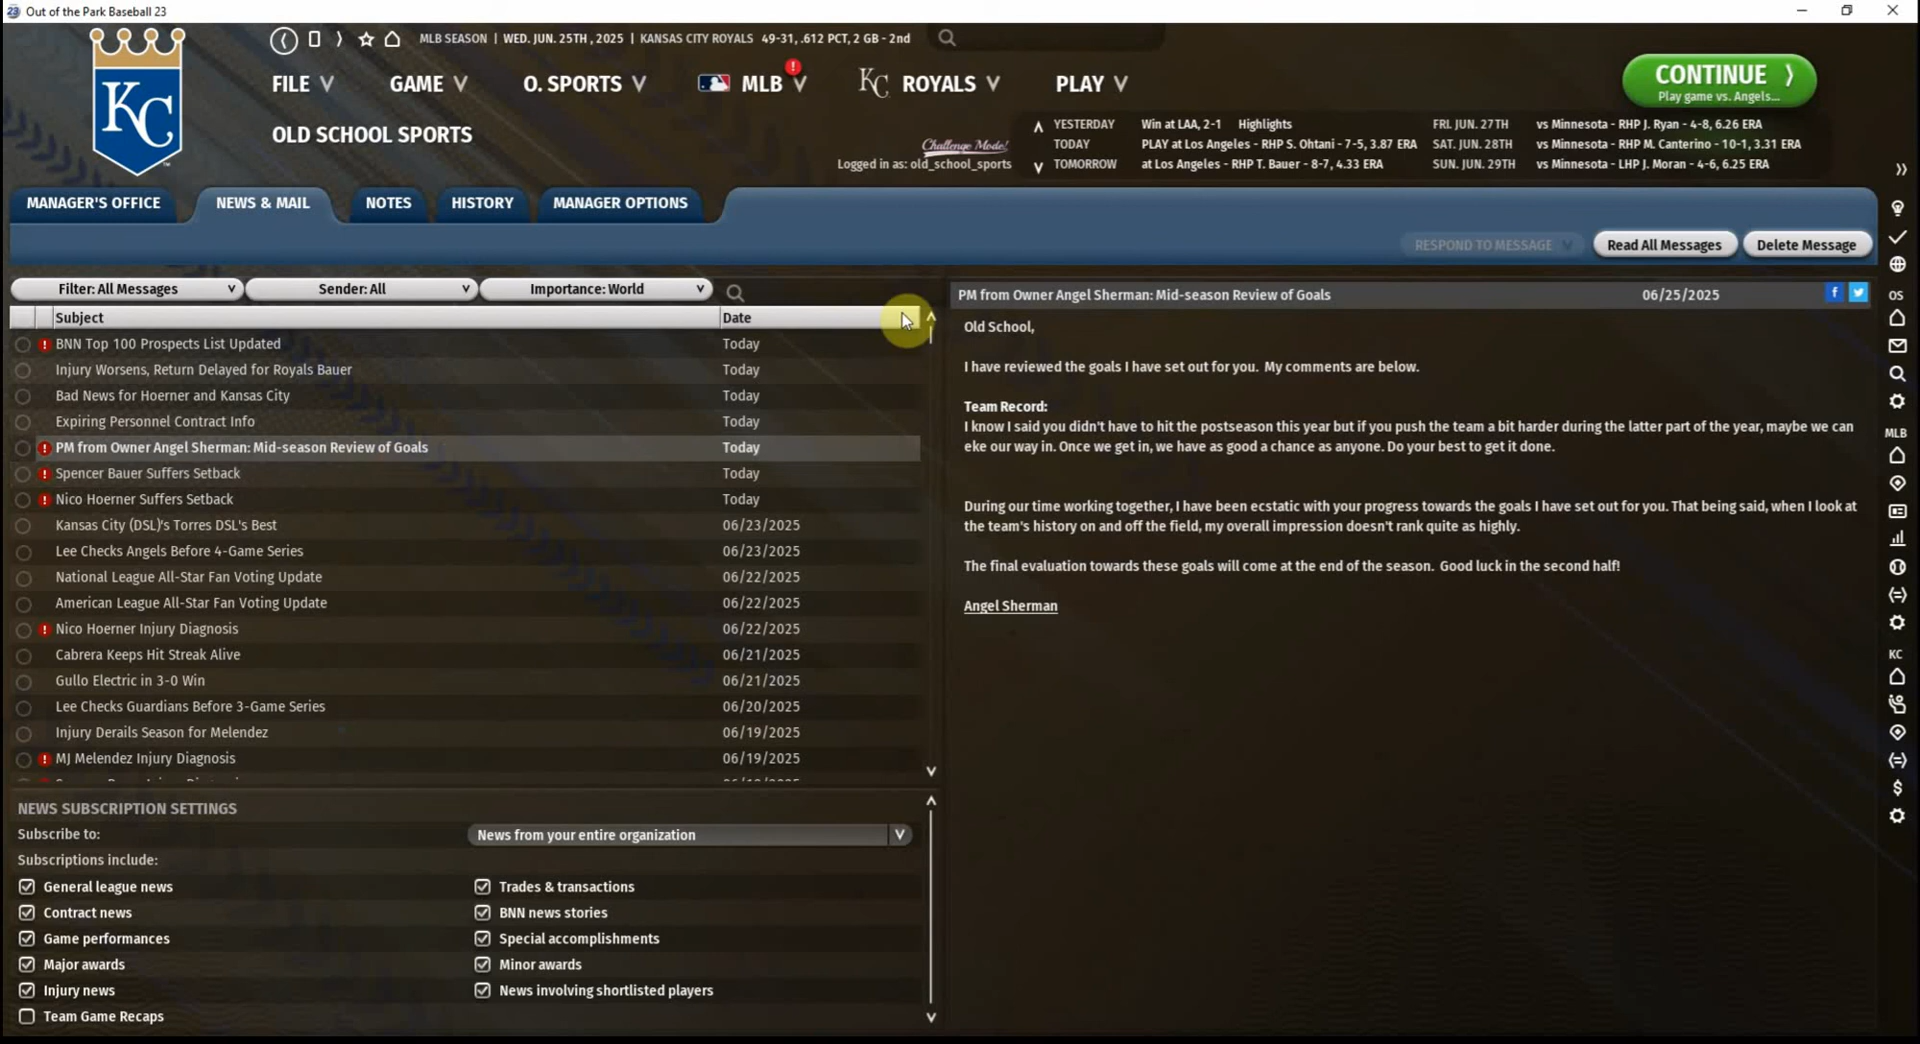 23 Out of the Park Baseball 23
MLB SEASON | WED. JUN. 25TH , 2025 | KANSAS CITY ROYALS 49-31, .612 PCT, 2 GB - 2nd
FILE GAME O. SPORTS MLB ! KC ROYALS PLAY
CONTINUE
Play game vs. Angels...
KC
OLD SCHOOL SPORTS
Challenge Mode!
Logged in as: old_school_sports
YESTERDAY Win at LAA, 2-1 Highlights FRI. JUN. 27TH vs Minnesota - RHP J. Ryan - 4-8, 6.26 ERA
TODAY PLAY at Los Angeles - RHP S. Ohtani - 7-5, 3.87 ERA SAT. JUN. 28TH vs Minnesota - RHP M. Canterino - 10-1, 3.31 ERA
TOMORROW at Los Angeles - RHP T. Bauer - 8-7, 4.33 ERA SUN. JUN. 29TH vs Minnesota - LHP J. Moran - 4-6, 6.25 ERA
MANAGER'S OFFICE NEWS & MAIL NOTES HISTORY MANAGER OPTIONS
RESPOND TO MESSAGE Read All Messages Delete Message
Filter: All Messages Sender: All Importance: World
Subject Date
! BNN Top 100 Prospects List Updated Today
Injury Worsens, Return Delayed for Royals Bauer Today
Bad News for Hoerner and Kansas City Today
Expiring Personnel Contract Info Today
! PM from Owner Angel Sherman: Mid-season Review of Goals Today
! Spencer Bauer Suffers Setback Today
! Nico Hoerner Suffers Setback Today
Kansas City (DSL)'s Torres DSL's Best 06/23/2025
Lee Checks Angels Before 4-Game Series 06/23/2025
National League All-Star Fan Voting Update 06/22/2025
American League All-Star Fan Voting Update 06/22/2025
! Nico Hoerner Injury Diagnosis 06/22/2025
Cabrera Keeps Hit Streak Alive 06/21/2025
Gullo Electric in 3-0 Win 06/21/2025
Lee Checks Guardians Before 3-Game Series 06/20/2025
Injury Derails Season for Melendez 06/19/2025
! MJ Melendez Injury Diagnosis 06/19/2025
PM from Owner Angel Sherman: Mid-season Review of Goals 06/25/2025
Old School,
I have reviewed the goals I have set out for you. My comments are below.
Team Record:
I know I said you didn't have to hit the postseason this year but if you push the team a bit harder during the latter part of the year, maybe we can
eke our way in. Once we get in, we have as good a chance as anyone. Do your best to get it done.
During our time working together, I have been ecstatic with your progress towards the goals I have set out for you. That being said, when I look at
the team's history on and off the field, my overall impression doesn't rank quite as highly.
The final evaluation towards these goals will come at the end of the season. Good luck in the second half!
Angel Sherman
NEWS SUBSCRIPTION SETTINGS
Subscribe to: News from your entire organization
Subscriptions include:
General league news Trades & transactions
Contract news BNN news stories
Game performances Special accomplishments
Major awards Minor awards
Injury news News involving shortlisted players
Team Game Recaps
OS
MLB
KC